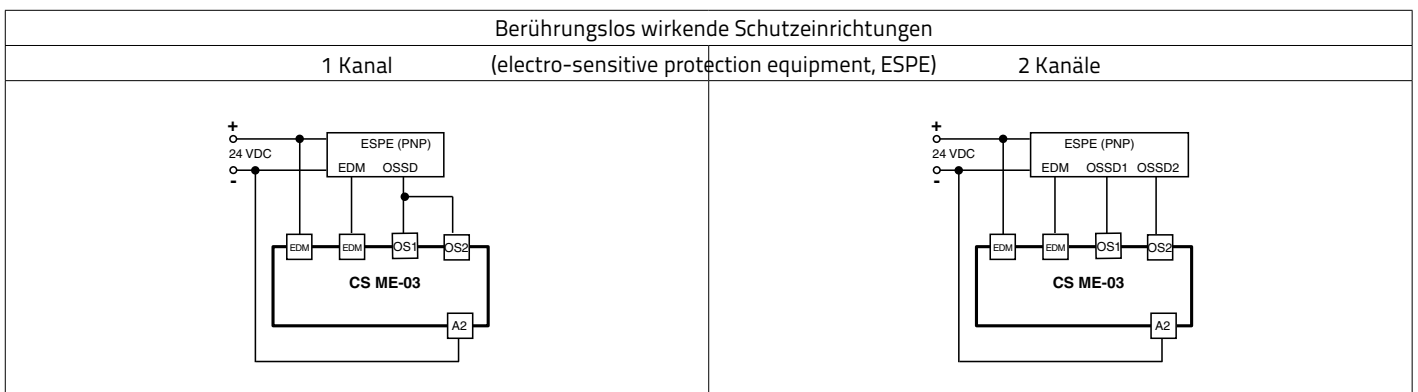 Berührungslos wirkende Schutzeinrichtungen
1 Kanal (electro-sensitive protection equipment, ESPE) 2 Kanäle
+
24 VDC
-
ESPE (PNP)
EDM OSSD
EDM EDM OS1 OS2
CS ME-03
A2
+
24 VDC
-
ESPE (PNP)
EDM OSSD1 OSSD2
EDM EDM OS1 OS2
CS ME-03
A2